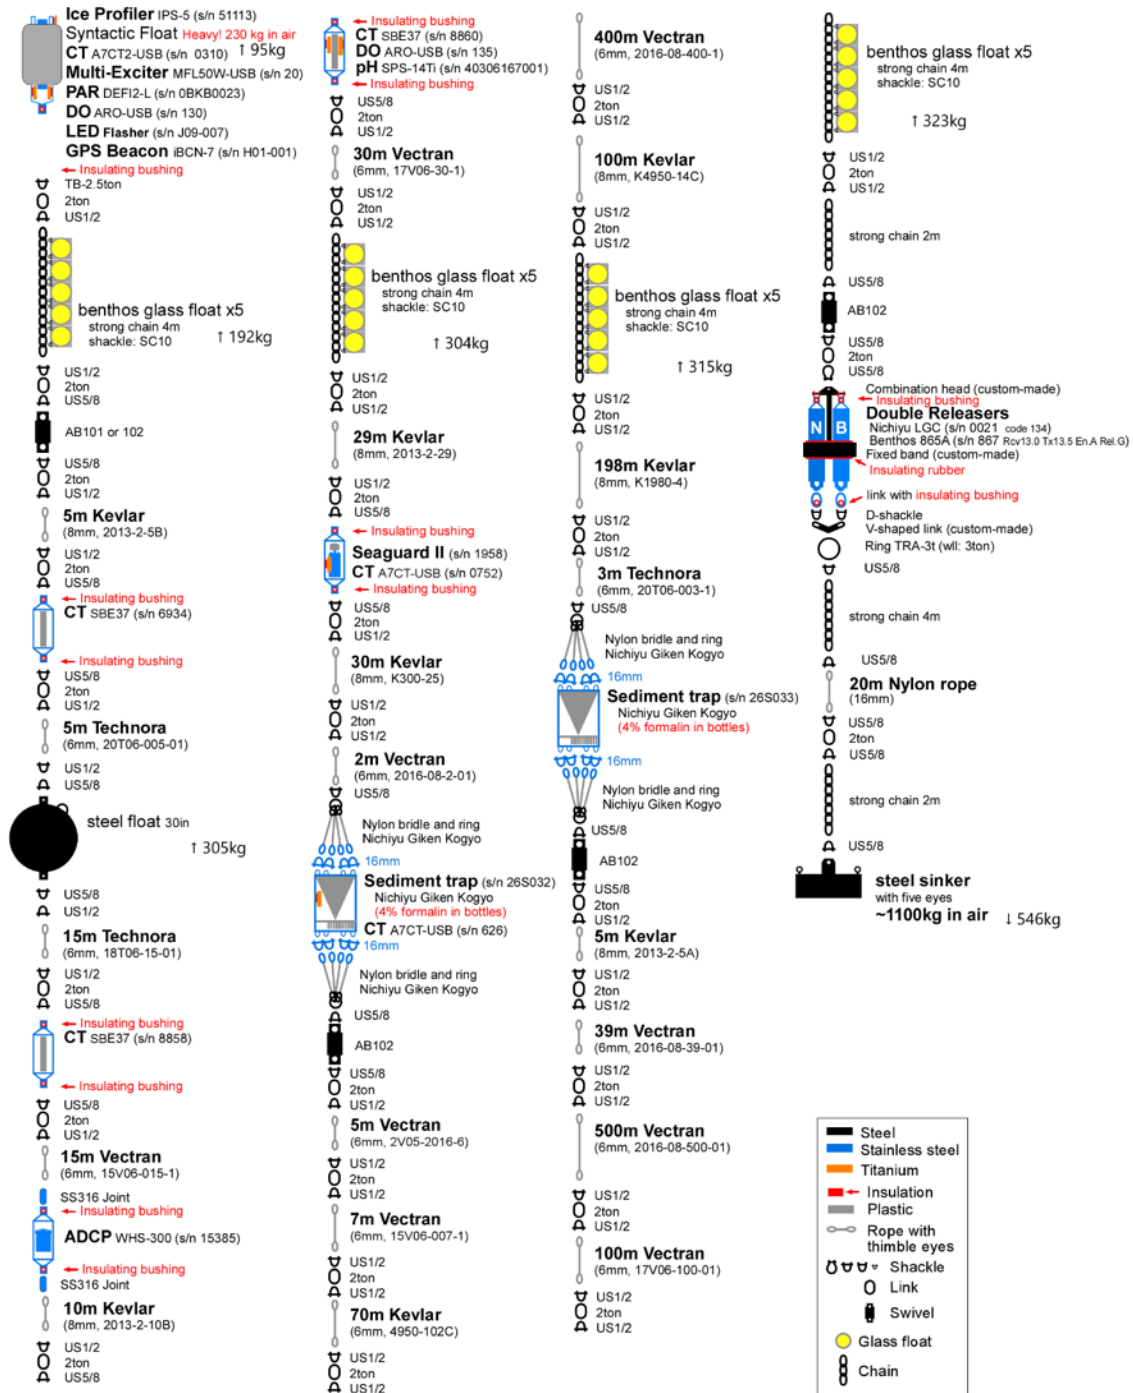 Ice Profiler IPS-5 (s/n 51113)
Syntactic Float Heavy! 230 kg in air
CT A7CT2-USB (s/n 0310) ↑ 95kg
Multi-Exciter MFL50W-USB (s/n 20)
PAR DEFI2-L (s/n 0BKB0023)
DO ARO-USB (s/n 130)
LED Flasher (s/n J09-007)
GPS Beacon iBCN-7 (s/n H01-001)
← Insulating bushing
TB-2.5ton
2ton
US1/2
benthos glass float x5
strong chain 4m
shackle: SC10
↑ 192kg
US1/2
2ton
US5/8
AB101 or 102
US5/8
2ton
US1/2
5m Kevlar
(8mm, 2013-2-5B)
US1/2
2ton
US5/8
← Insulating bushing
CT SBE37 (s/n 6934)
← Insulating bushing
US5/8
2ton
US1/2
5m Technora
(6mm, 20T06-005-01)
US1/2
US5/8
steel float 30in
↑ 305kg
US5/8
US1/2
15m Technora
(6mm, 18T06-15-01)
US1/2
2ton
US5/8
← Insulating bushing
CT SBE37 (s/n 8858)
← Insulating bushing
US5/8
2ton
US1/2
15m Vectran
(6mm, 15V06-015-1)
SS316 Joint
← Insulating bushing
ADCP WHS-300 (s/n 15385)
← Insulating bushing
SS316 Joint
10m Kevlar
(8mm, 2013-2-10B)
US1/2
2ton
US5/8
← Insulating bushing
CT SBE37 (s/n 8860)
DO ARO-USB (s/n 135)
pH SPS-14Ti (s/n 40306167001)
← Insulating bushing
US5/8
2ton
US1/2
30m Vectran
(6mm, 17V06-30-1)
US1/2
2ton
US1/2
benthos glass float x5
strong chain 4m
shackle: SC10
↑ 304kg
US1/2
2ton
US1/2
29m Kevlar
(8mm, 2013-2-29)
US1/2
2ton
US5/8
← Insulating bushing
Seaguard II (s/n 1958)
CT A7CT-USB (s/n 0752)
← Insulating bushing
US5/8
2ton
US1/2
30m Kevlar
(8mm, K300-25)
US1/2
2ton
US1/2
2m Vectran
(6mm, 2016-08-2-01)
US5/8
Nylon bridle and ring
Nichiyu Giken Kogyo
16mm
Sediment trap (s/n 26S032)
Nichiyu Giken Kogyo
(4% formalin in bottles)
CT A7CT-USB (s/n 626)
16mm
Nylon bridle and ring
Nichiyu Giken Kogyo
US5/8
AB102
US5/8
2ton
US1/2
5m Vectran
(6mm, 2V05-2016-6)
US1/2
2ton
US1/2
7m Vectran
(6mm, 15V06-007-1)
US1/2
2ton
US1/2
70m Kevlar
(6mm, 4950-102C)
US1/2
2ton
US1/2
400m Vectran
(6mm, 2016-08-400-1)
US1/2
2ton
US1/2
100m Kevlar
(8mm, K4950-14C)
US1/2
2ton
US1/2
benthos glass float x5
strong chain 4m
shackle: SC10
↑ 315kg
US1/2
2ton
US1/2
198m Kevlar
(8mm, K1980-4)
US1/2
2ton
US1/2
3m Technora
(6mm, 20T06-003-1)
US5/8
Nylon bridle and ring
Nichiyu Giken Kogyo
16mm
Sediment trap (s/n 26S033)
Nichiyu Giken Kogyo
(4% formalin in bottles)
16mm
Nylon bridle and ring
Nichiyu Giken Kogyo
US5/8
AB102
US5/8
2ton
US1/2
5m Kevlar
(8mm, 2013-2-5A)
US1/2
2ton
US1/2
39m Vectran
(6mm, 2016-08-39-01)
US1/2
2ton
US1/2
500m Vectran
(6mm, 2016-08-500-01)
US1/2
2ton
US1/2
100m Vectran
(6mm, 17V06-100-01)
US1/2
2ton
US1/2
benthos glass float x5
strong chain 4m
shackle: SC10
↑ 323kg
US1/2
2ton
US1/2
strong chain 2m
US5/8
AB102
US5/8
2ton
US5/8
Combination head (custom-made)
← Insulating bushing
Double Releasers
N B
Nichiyu LGC (s/n 0021 code 134)
Benthos 865A (s/n 867 Rcv13.0 Tx13.5 En.A Rel.G)
Fixed band (custom-made)
Insulating rubber
link with insulating bushing
D-shackle
V-shaped link (custom-made)
Ring TRA-3t (wll: 3ton)
US5/8
strong chain 4m
US5/8
20m Nylon rope
(16mm)
US5/8
2ton
US5/8
strong chain 2m
US5/8
steel sinker
with five eyes
~1100kg in air ↓ 546kg
Steel
Stainless steel
Titanium
← Insulation
Plastic
Rope with
thimble eyes
Shackle
Link
Swivel
Glass float
Chain